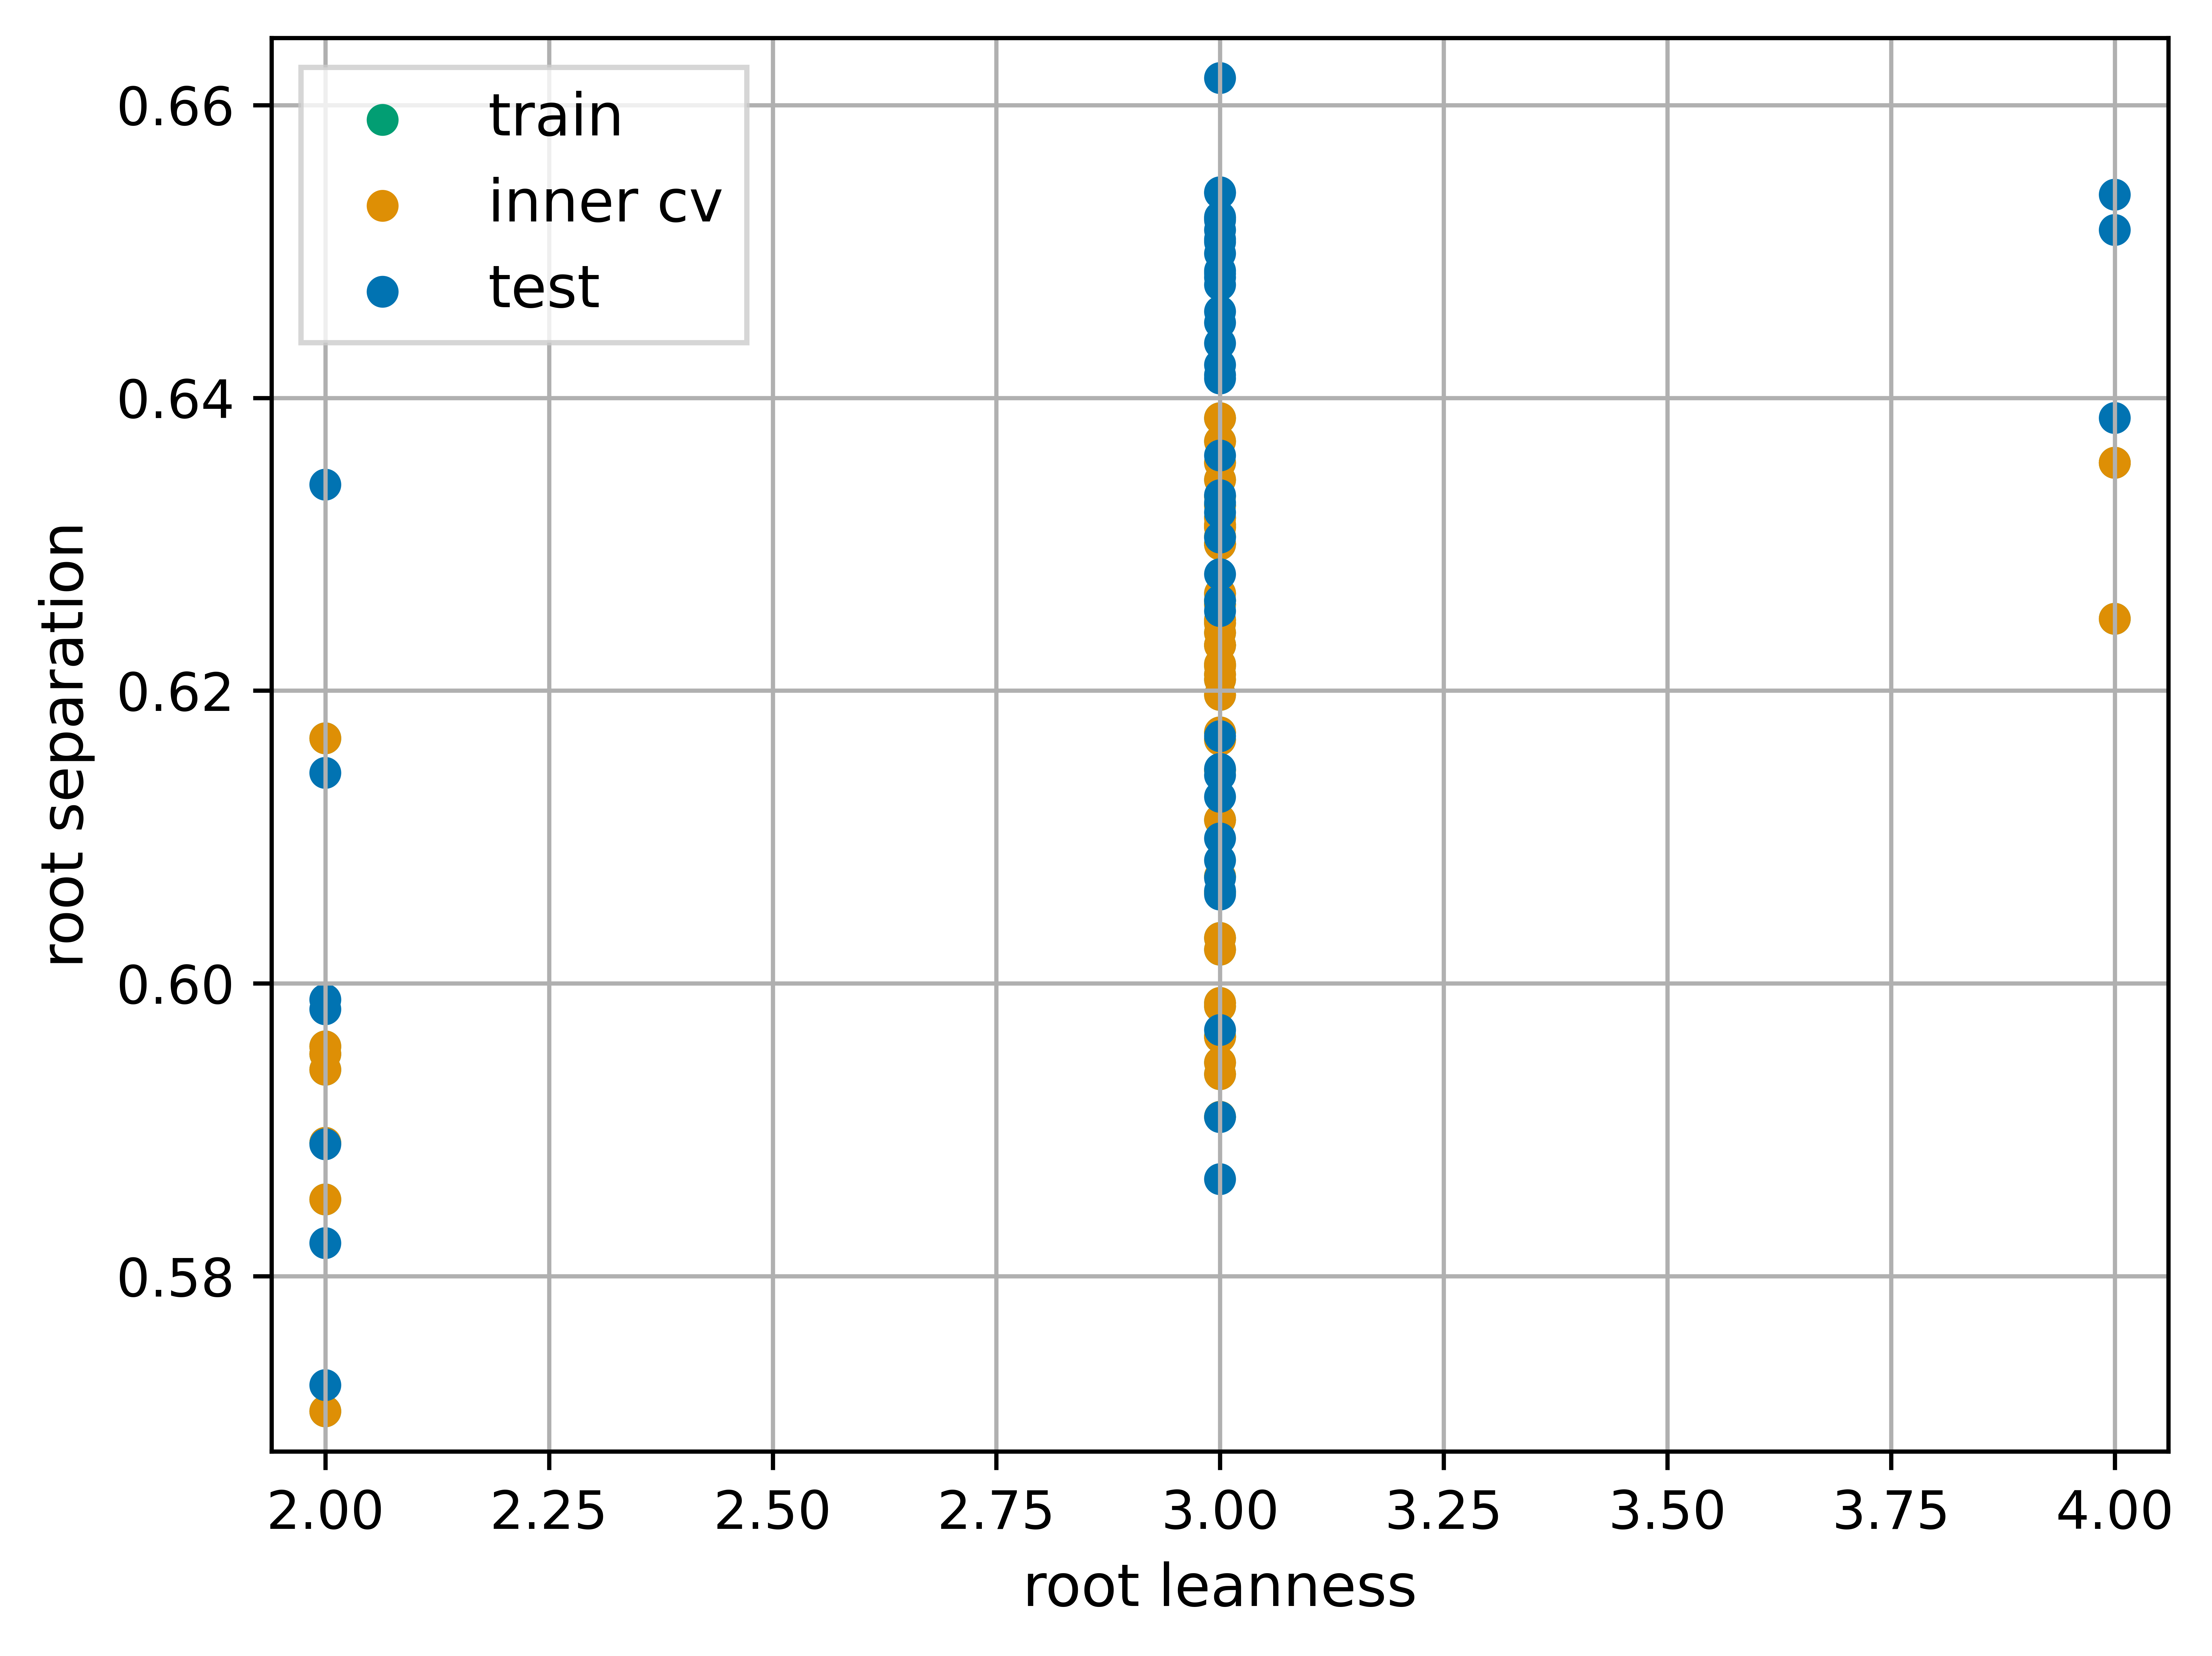 train
inner cv
test
0.66
0.64
0.62
0.60
0.58
root separation
2.00 2.25 2.50 2.75 3.00 3.25 3.50 3.75 4.00
root leanness